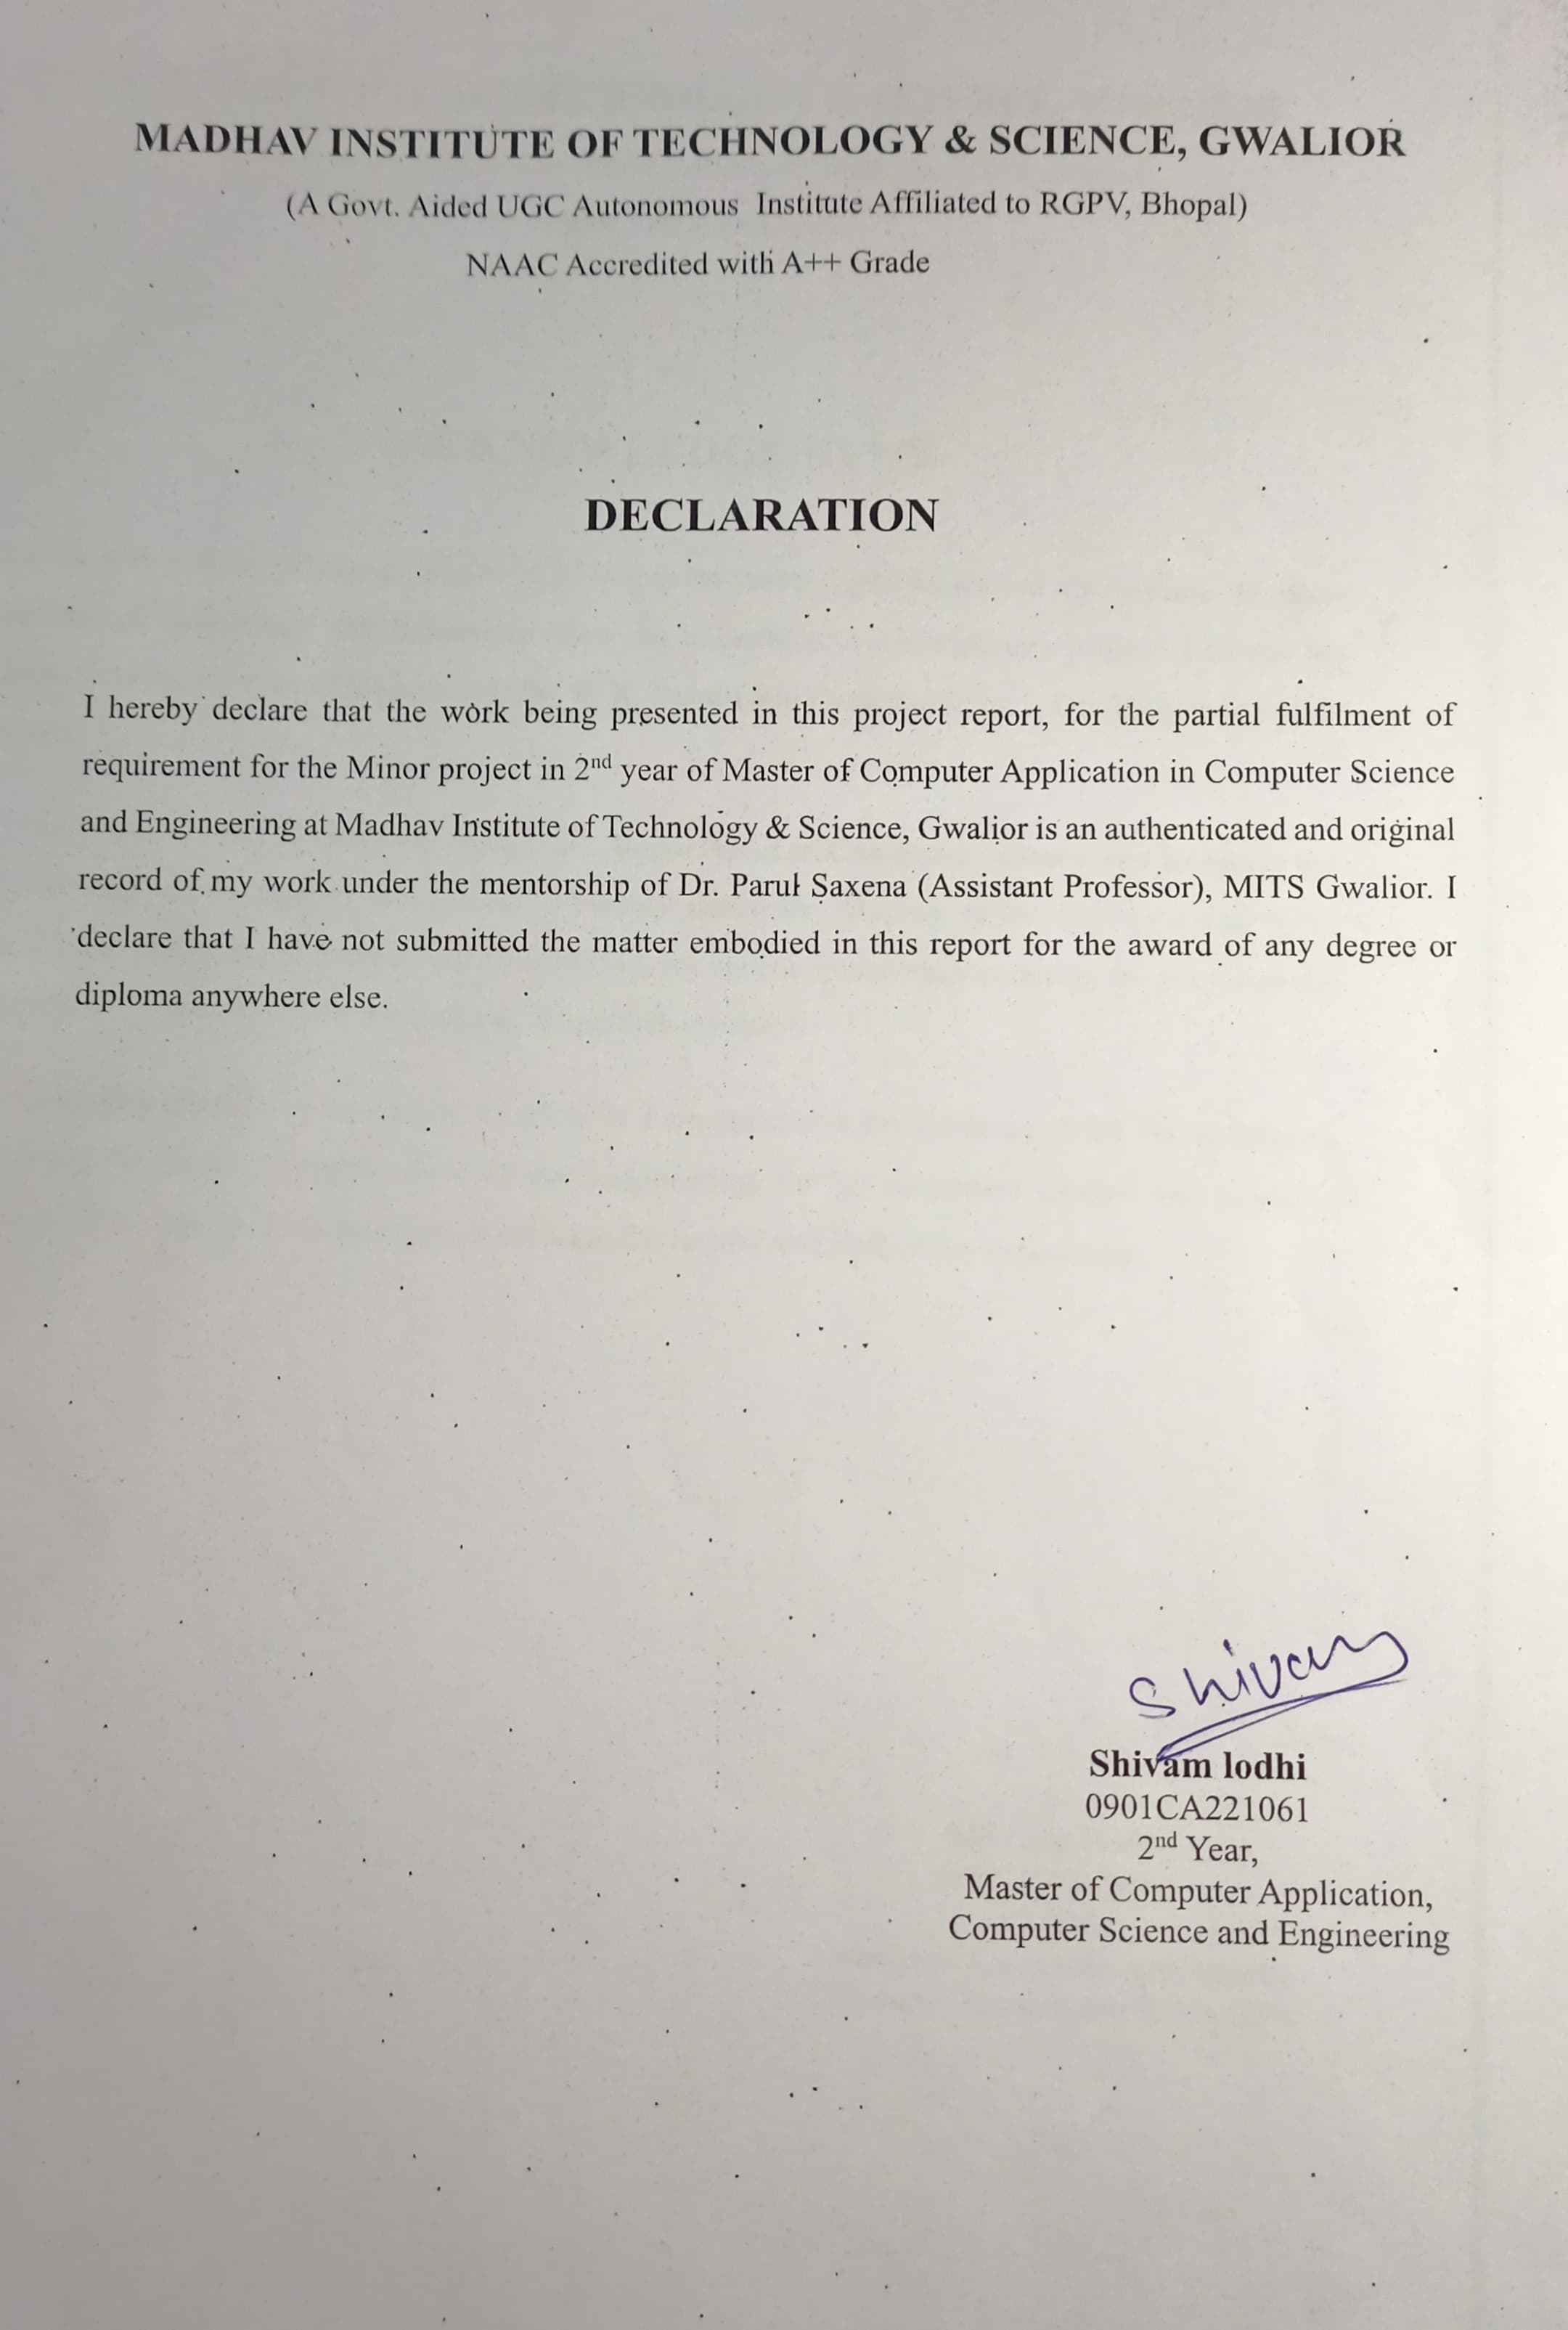 MADHAV INSTITUTE OF TECHNOLOGY & SCIENCE, GWALIOR
(A Govt. Aided UGC Autonomous Institute Affiliated to RGPV, Bhopal)
NAAC Accredited with A++ Grade
DECLARATION
I hereby declare that the work being presented in this project report, for the partial fulfilment of
requirement for the Minor project in 2nd year of Master of Computer Application in Computer Science
and Engineering at Madhav Institute of Technology & Science, Gwalior is an authenticated and original
record of my work under the mentorship of Dr. Parul Saxena (Assistant Professor), MITS Gwalior. I
declare that I have not submitted the matter embodied in this report for the award of any degree or
diploma anywhere else.
Shivam
Shivam lodhi
0901CA221061
2nd Year,
Master of Computer Application,
Computer Science and Engineering